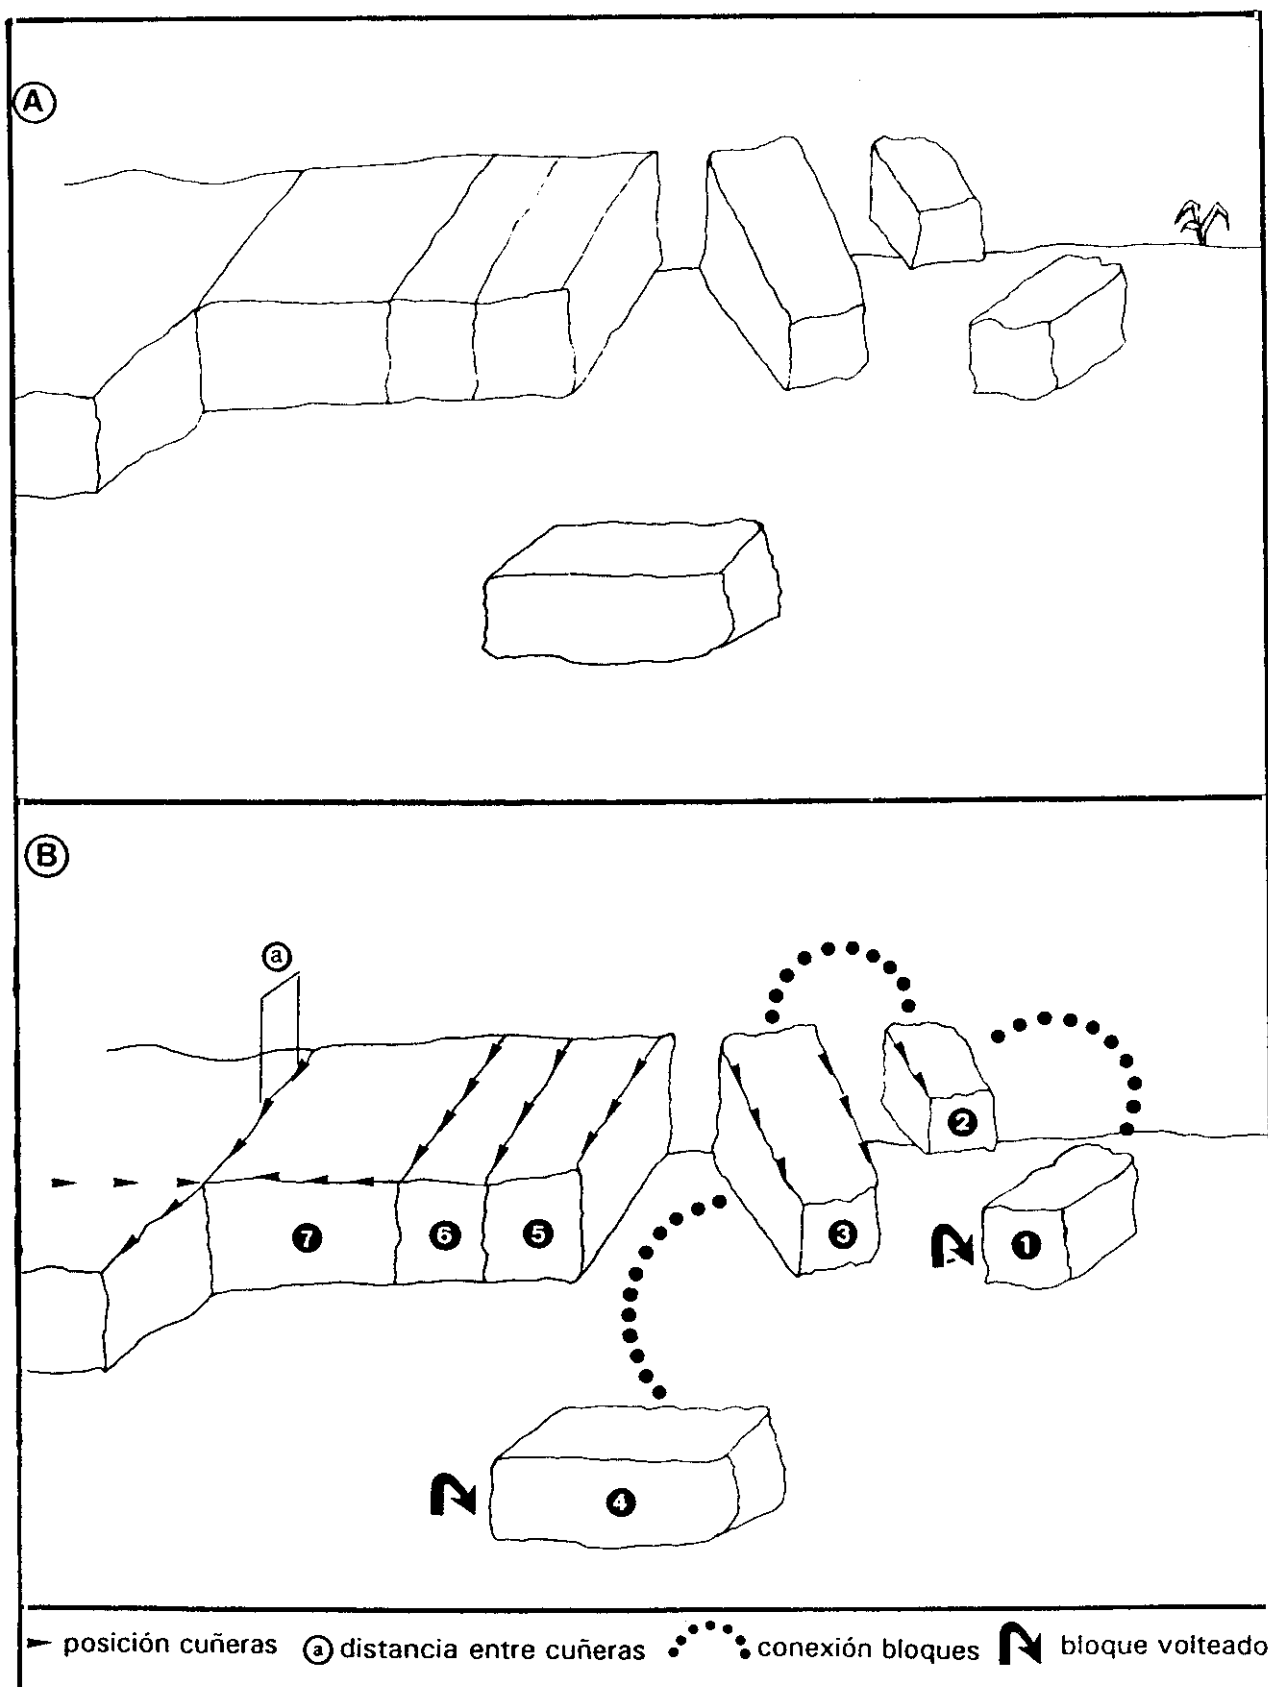 A
B
a
2
7
6
5
3
1
4
posición cuñeras a distancia entre cuñeras conexión bloques bloque volteado